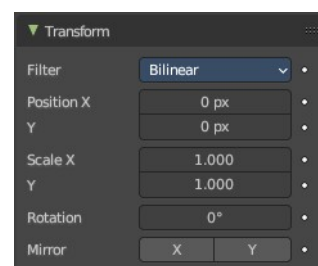 Transform
Filter Bilinear
Position X 0 px
Y 0 px
Scale X 1.000
Y 1.000
Rotation 0°
Mirror X Y